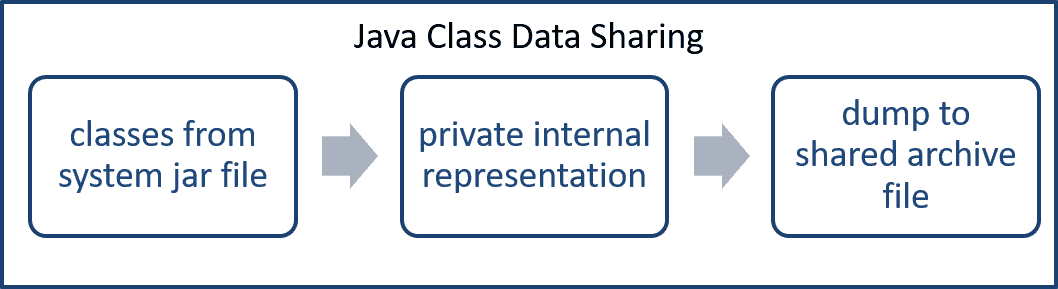 Java Class Data Sharing
classes from
system jar file
private internal
representation
dump to
shared archive
file